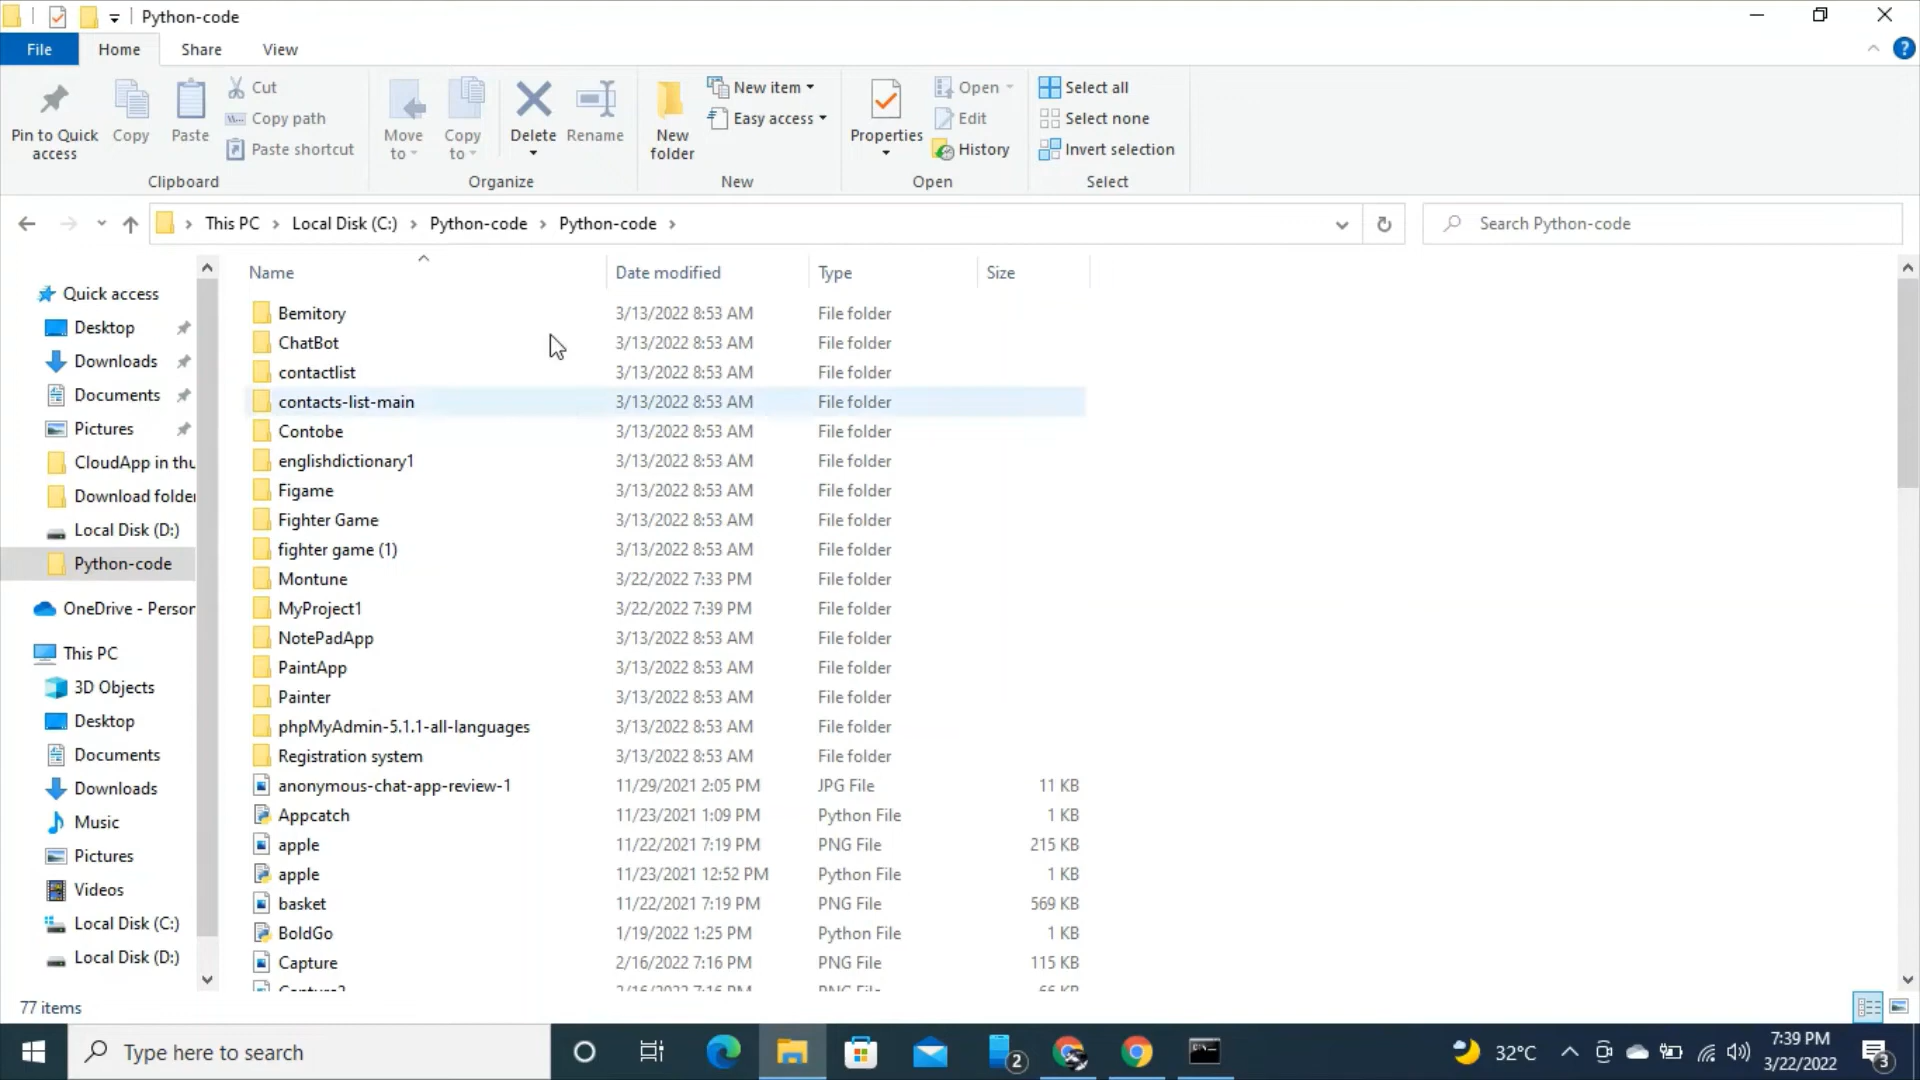 Python-code
File Home Share View
Pin to Quick access
Copy
Paste
Cut
Copy path
Paste shortcut
Clipboard
Move to
Copy to
Delete
Rename
Organize
New folder
New item
Easy access
New
Properties
Open
Edit
History
Open
Select all
Select none
Invert selection
Select
This PC Local Disk (C:) Python-code Python-code
Search Python-code
Quick access
Desktop
Downloads
Documents
Pictures
CloudApp in thu
Download folder
Local Disk (D:)
Python-code
OneDrive - Person
This PC
3D Objects
Desktop
Documents
Downloads
Music
Pictures
Videos
Local Disk (C:)
Local Disk (D:)
Name Date modified Type Size
Bemitory 3/13/2022 8:53 AM File folder
ChatBot 3/13/2022 8:53 AM File folder
contactlist 3/13/2022 8:53 AM File folder
contacts-list-main 3/13/2022 8:53 AM File folder
Contobe 3/13/2022 8:53 AM File folder
englishdictionary1 3/13/2022 8:53 AM File folder
Figame 3/13/2022 8:53 AM File folder
Fighter Game 3/13/2022 8:53 AM File folder
fighter game (1) 3/13/2022 8:53 AM File folder
Montune 3/22/2022 7:33 PM File folder
MyProject1 3/22/2022 7:39 PM File folder
NotePadApp 3/13/2022 8:53 AM File folder
PaintApp 3/13/2022 8:53 AM File folder
Painter 3/13/2022 8:53 AM File folder
phpMyAdmin-5.1.1-all-languages 3/13/2022 8:53 AM File folder
Registration system 3/13/2022 8:53 AM File folder
anonymous-chat-app-review-1 11/29/2021 2:05 PM JPG File 11 KB
Appcatch 11/23/2021 1:09 PM Python File 1 KB
apple 11/22/2021 7:19 PM PNG File 215 KB
apple 11/23/2021 12:52 PM Python File 1 KB
basket 11/22/2021 7:19 PM PNG File 569 KB
BoldGo 1/19/2022 1:25 PM Python File 1 KB
Capture 2/16/2022 7:16 PM PNG File 115 KB
77 items
Type here to search
2
32°C
7:39 PM
3/22/2022
3